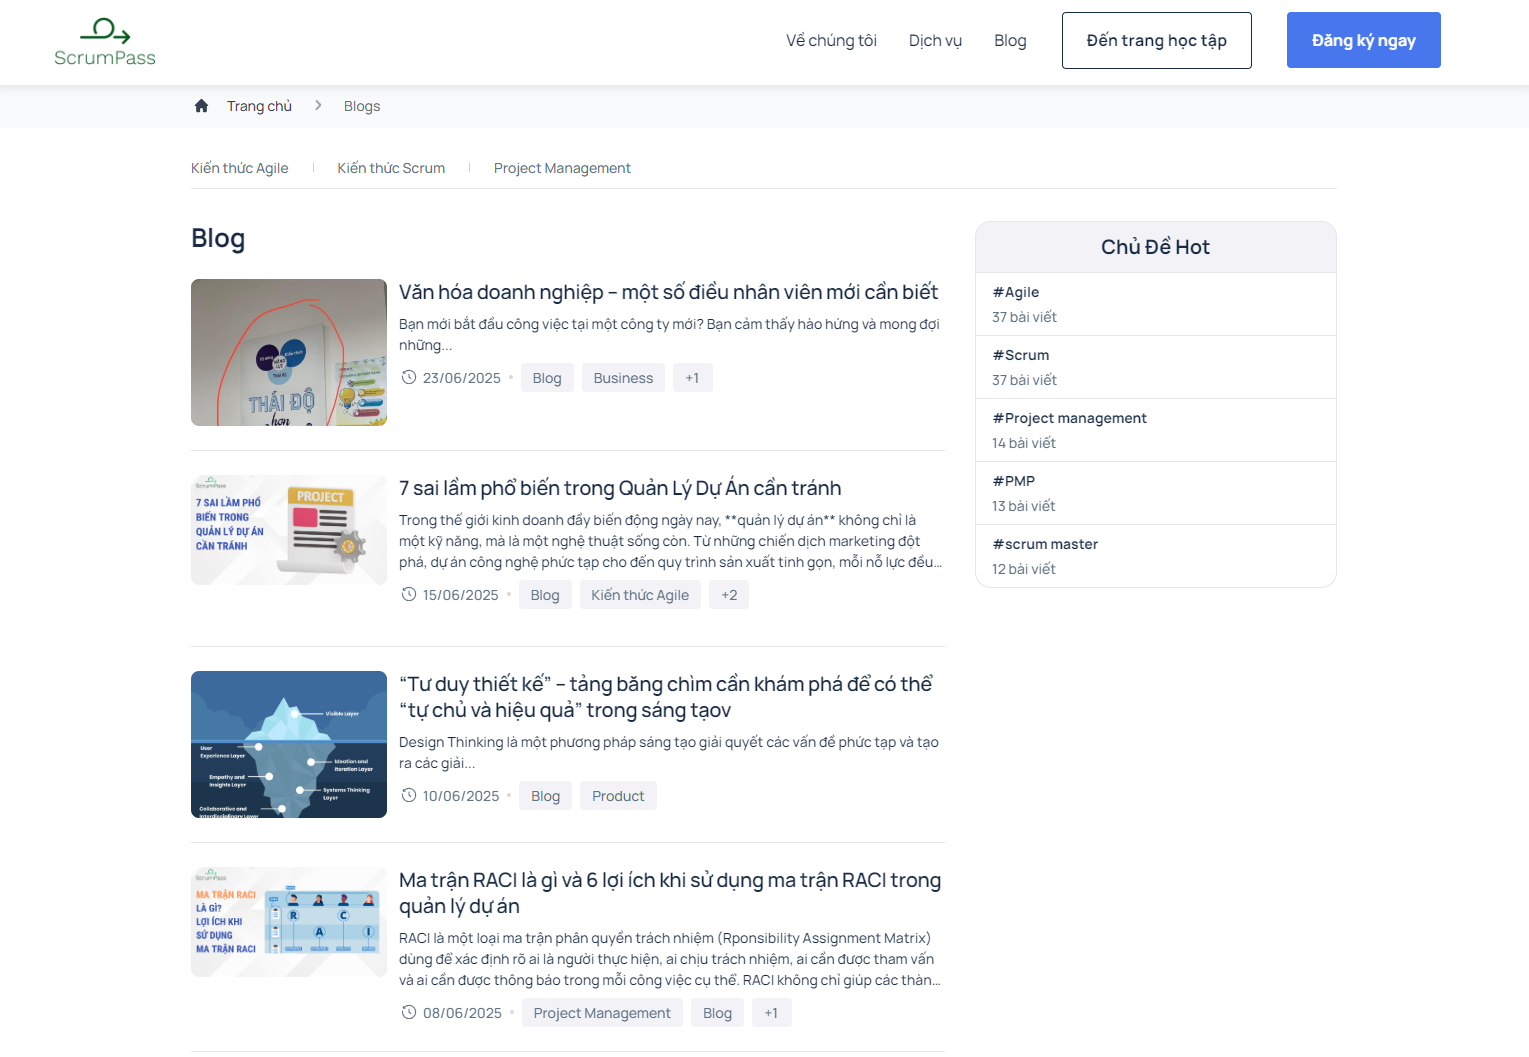 ScrumPass
Về chúng tôi
Dịch vụ
Blog
Đến trang học tập
Đăng ký ngay
Trang chủ
Blogs
Kiến thức Agile
Kiến thức Scrum
Project Management
Blog
THÁI ĐỘ
hơn
Văn hóa doanh nghiệp – một số điều nhân viên mới cần biết
Bạn mới bắt đầu công việc tại một công ty mới? Bạn cảm thấy hào hứng và mong đợi
những...
23/06/2025
Blog
Business
+1
ScrumPass
7 SAI LẦM PHỔ
BIẾN TRONG
QUẢN LÝ DỰ ÁN
CẦN TRÁNH
PROJECT
7 sai lầm phổ biến trong Quản Lý Dự Án cần tránh
Trong thế giới kinh doanh đầy biến động ngày nay, **quản lý dự án** không chỉ là
một kỹ năng, mà là một nghệ thuật sống còn. Từ những chiến dịch marketing đột
phá, dự án công nghệ phức tạp cho đến quy trình sản xuất tinh gọn, mỗi nỗ lực đều...
15/06/2025
Blog
Kiến thức Agile
+2
Visible Layer
User
Experience Layer
Ideation and
Iteration Layer
Empathy and
Insights Layer
Systems Thinking
Layer
Collaborative and
Interdisciplinary Layer
“Tư duy thiết kế” – tảng băng chìm cần khám phá để có thể
“tự chủ và hiệu quả” trong sáng tạov
Design Thinking là một phương pháp sáng tạo giải quyết các vấn đề phức tạp và tạo
ra các giải...
10/06/2025
Blog
Product
ScrumPass
MA TRẬN RACI
LÀ GÌ?
LỢI ÍCH KHI
SỬ DỤNG
MA TRẬN RACI
R
C
A
I
Ma trận RACI là gì và 6 lợi ích khi sử dụng ma trận RACI trong
quản lý dự án
RACI là một loại ma trận phân quyền trách nhiệm (Rponsibility Assignment Matrix)
dùng để xác định rõ ai là người thực hiện, ai chịu trách nhiệm, ai cần được tham vấn
và ai cần được thông báo trong mỗi công việc cụ thể. RACI không chỉ giúp các thàn...
08/06/2025
Project Management
Blog
+1
Chủ Đề Hot
#Agile
37 bài viết
#Scrum
37 bài viết
#Project management
14 bài viết
#PMP
13 bài viết
#scrum master
12 bài viết